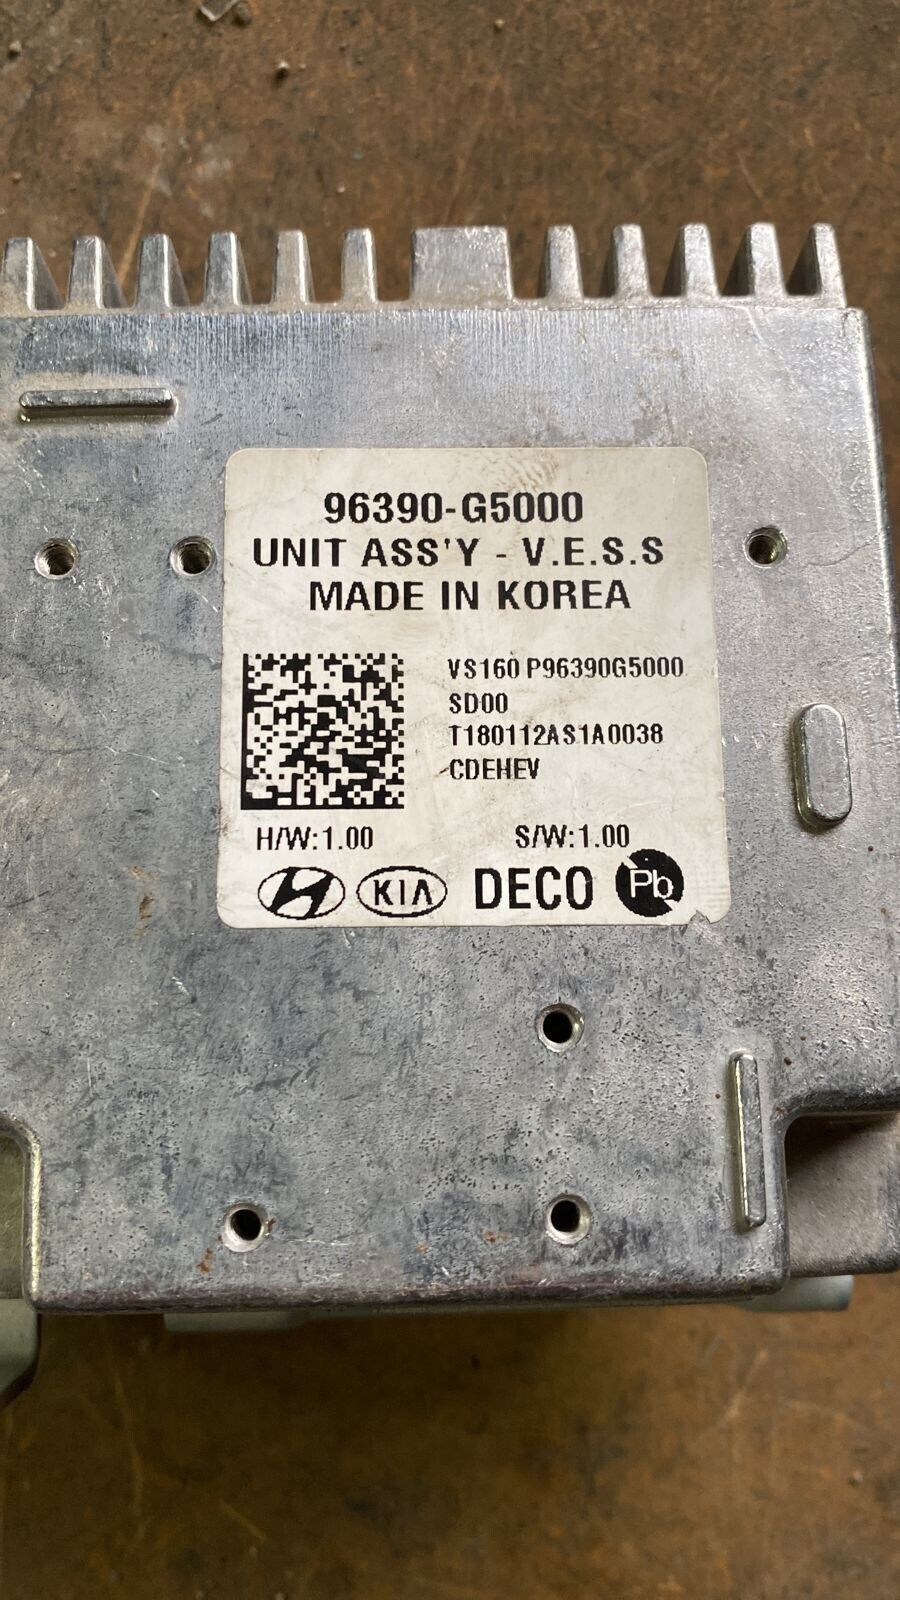 96390-G5000
UNIT ASS'Y - V.E.S.S
MADE IN KOREA
VS160 P96390G5000
SD00
T180112AS1A0038
CDEHEV
H/W:1.00 S/W:1.00
KIA DECO Pb